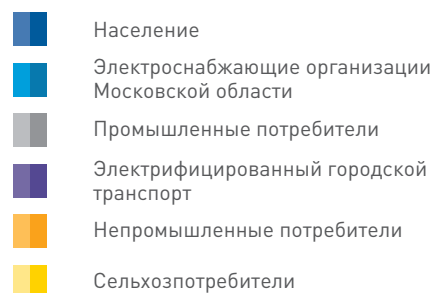 Население
Электроснабжающие организации
Московской области
Промышленные потребители
Электрифицированный городской
транспорт
Непромышленные потребители
Сельхозпотребители